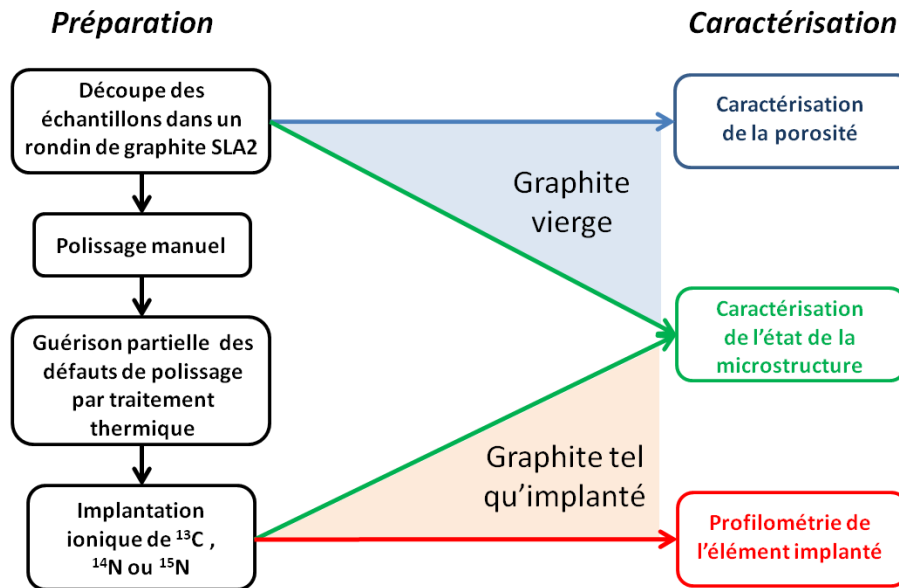 Préparation
Caractérisation
Découpe des
échantillons dans un
rondin de graphite SLA2
Polissage manuel
Guérison partielle des
défauts de polissage
par traitement
thermique
Implantation
ionique de ¹³C ,
¹⁴N ou ¹⁵N
Graphite
vierge
Graphite tel
qu’implanté
Caractérisation
de la porosité
Caractérisation
de l’état de la
microstructure
Profilométrie de
l’élément implanté